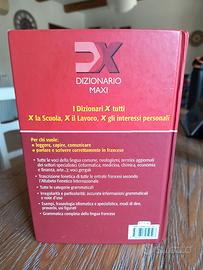 DX
DIZIONARIO
MAXI
I Dizionari X tutti
X la Scuola, X il Lavoro, X gli interessi personali
Per chi vuole:
leggere, capire, comunicare
parlare e scrivere correttamente in francese
• Tutte le voci della lingua comune, neologismi, termini aggiornati
dei settori specialistici (informatica, medicina, chimica, economia
e finanza, arte...); voci gergali
• Trascrizione fonetica di tutte le entrate francesi secondo
l'Alfabeto Fonetico Internazionale
• Tutte le categorie grammaticali
• Irregolarità e particolarità; accurate informazioni grammaticali
e note d'uso
• Esempi, fraseologia idiomatica e specialistica, modi di dire,
proverbi, usi figurati
• Grammatica completa della lingua francese
subito